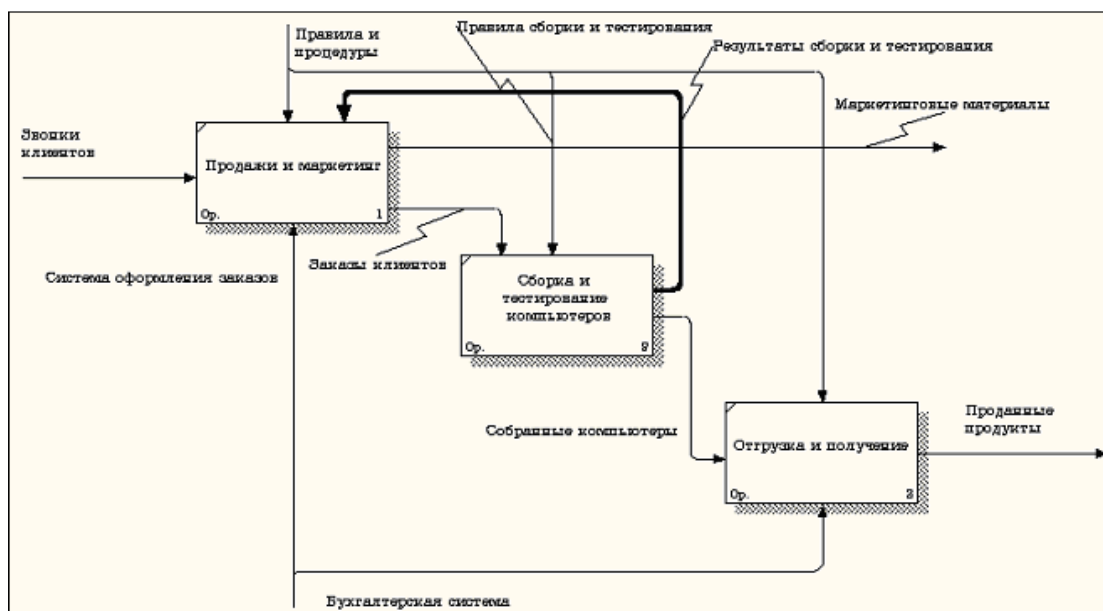 Правила и
процедуры
Правила сборки и тестирования
Результаты сборки и тестирования
Маркетинговые материалы
Звонки
клиентов
Продажи и маркетинг
0р.
1
Заказы клиентов
Система оформления заказов
Сборка и
тестирование
компьютеров
0р.
2
Собранные компьютеры
Проданные
продукты
Отгрузка и получение
0р.
3
Бухгалтерская система